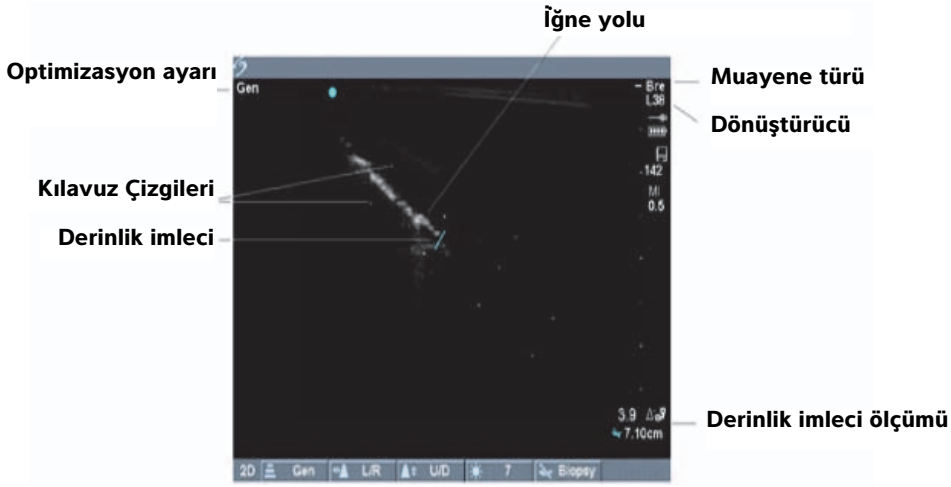 İğne yolu
Optimizasyon ayarı
Muayene türü
Gen
Bre
L38
Dönüştürücü
142
MI
0.5
Kılavuz Çizgileri
Derinlik imleci
3.9
7.10cm
Derinlik imleci ölçümü
2D Gen L/R U/D 7 Biopsy